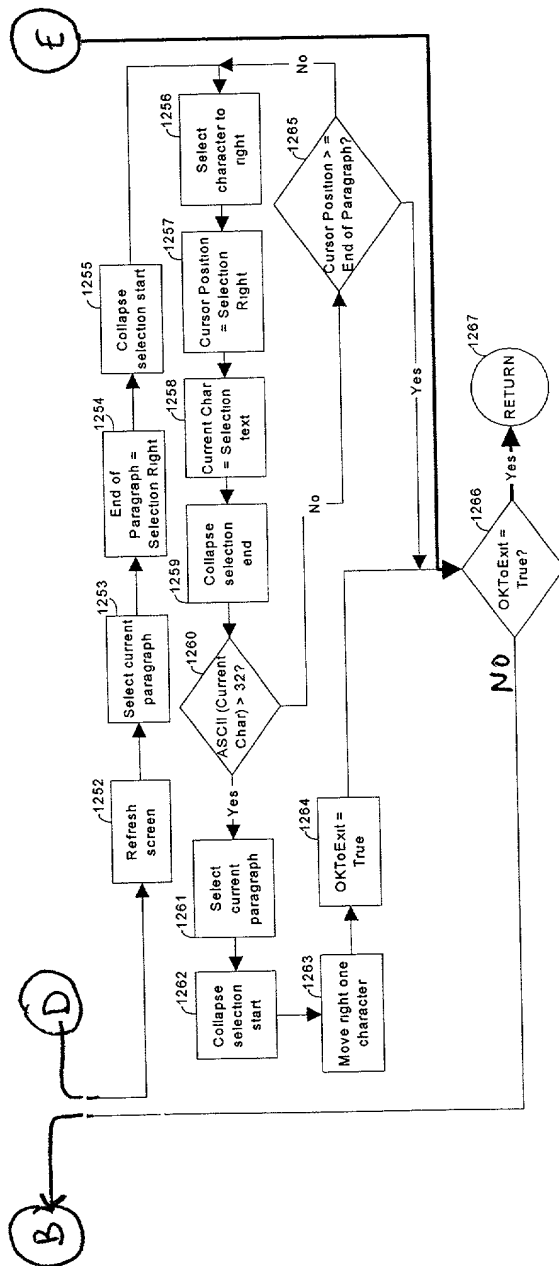 D
B
E
1252
Refresh
screen
1253
Select current
paragraph
1254
End of
Paragraph =
Selection Right
1255
Collapse
selection start
1256
Select
character to
right
1257
Cursor Position
= Selection
Right
1258
Current Char
= Selection
text
1259
Collapse
selection
end
1260
ASCII (Current
Char) > 32?
Yes
No
1261
Select
current
paragraph
1262
Collapse
selection
start
1263
Move right one
character
1264
OKToExit =
True
1265
Cursor Position > =
End of Paragraph?
No
Yes
1266
OKToExit =
True?
NO
Yes
1267
RETURN